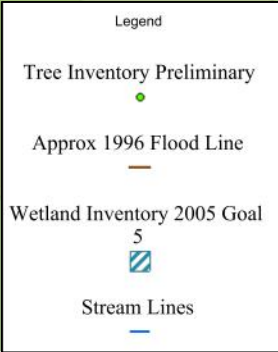 Legend
Tree Inventory Preliminary
Approx 1996 Flood Line
Wetland Inventory 2005 Goal
5
Stream Lines